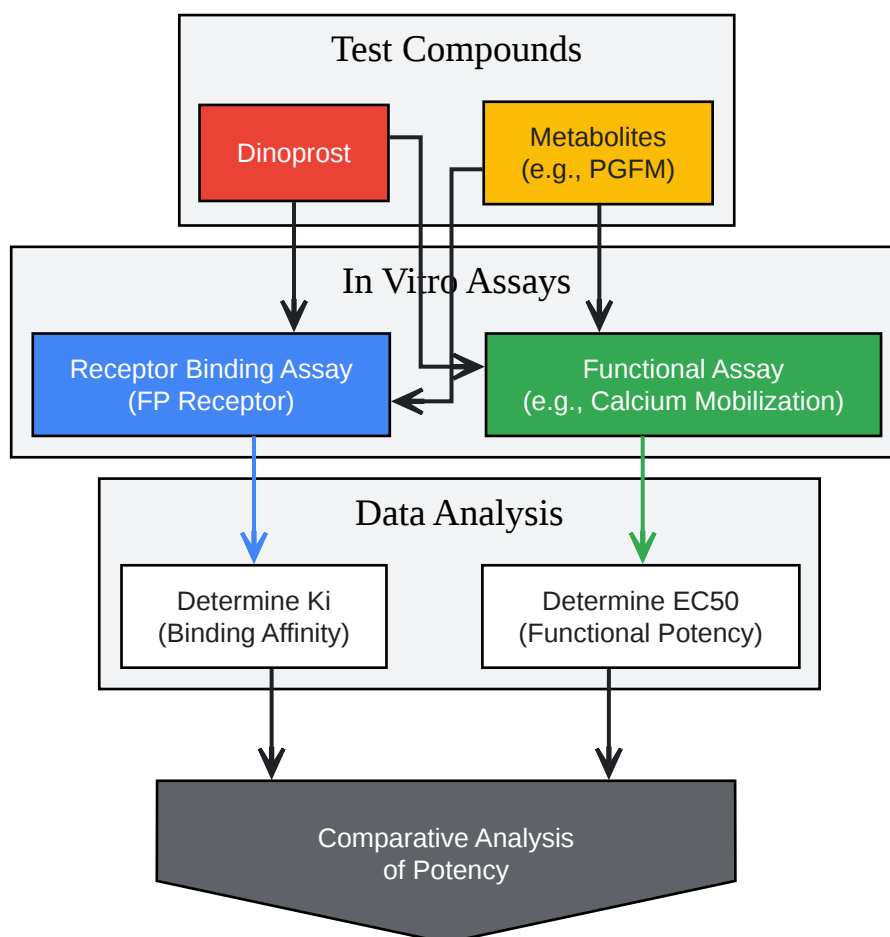 Test Compounds
Dinoprost
Metabolites
(e.g., PGFM)
In Vitro Assays
Receptor Binding Assay
(FP Receptor)
Functional Assay
(e.g., Calcium Mobilization)
Data Analysis
Determine Ki
(Binding Affinity)
Determine EC50
(Functional Potency)
Comparative Analysis
of Potency